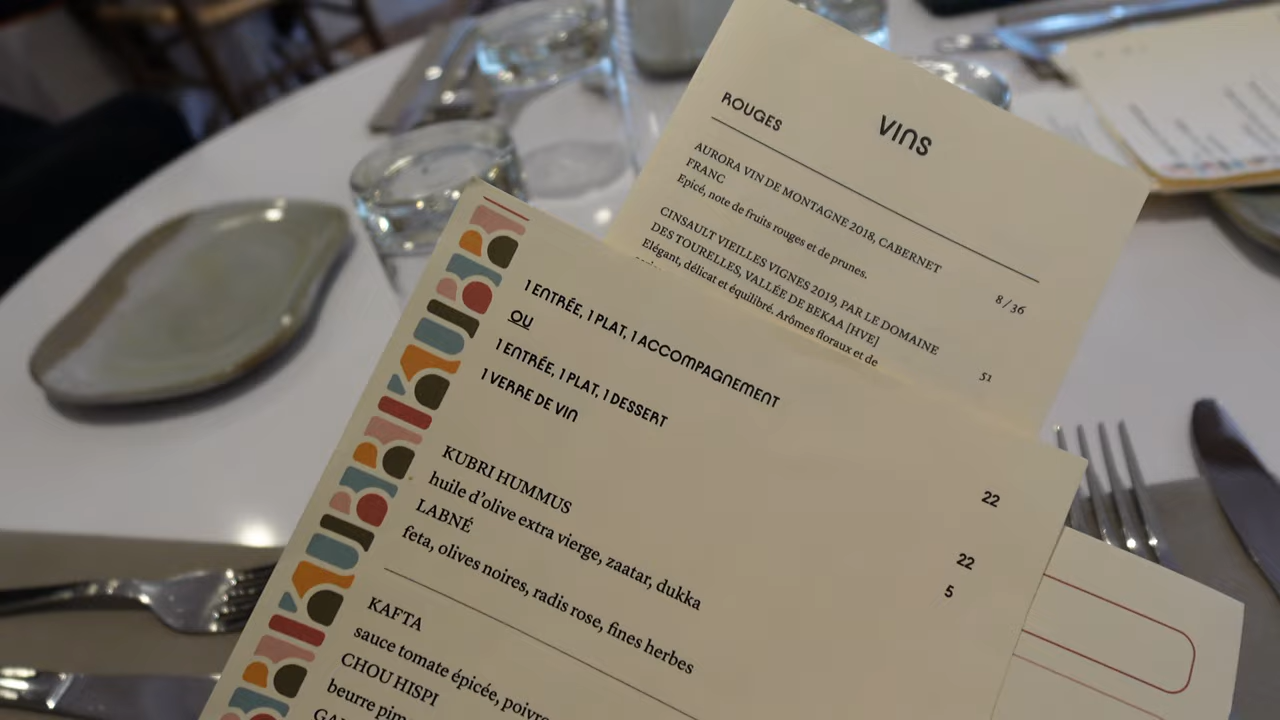 VINS
ROUGES
AURORA VIN DE MONTAGNE 2018, CABERNET
FRANC
8 / 36
Epicé, note de fruits rouges et de prunes.
CINSAULT VIEILLES VIGNES 2019, PAR LE DOMAINE
DES TOURELLES, VALLÉE DE BEKAA [HVE]
51
Elégant, délicat et équilibré. Arômes floraux et de
1 ENTRÉE, 1 PLAT, 1 ACCOMPAGNEMENT
22
OU
1 ENTRÉE, 1 PLAT, 1 DESSERT
22
1 VERRE DE VIN
5
KUBRI HUMMUS
huile d'olive extra vierge, zaatar, dukka
LABNÉ
feta, olives noires, radis rose, fines herbes
KAFTA
sauce tomate épicée,
CHOU HISPI
beurre
KUBRI
KUBRI